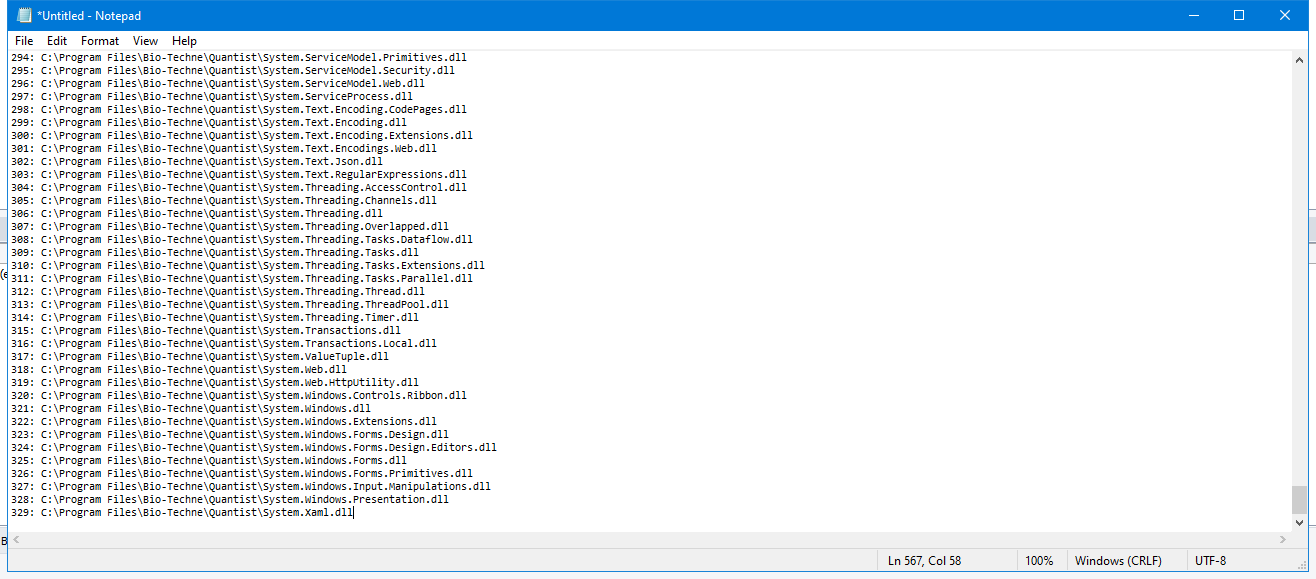 *Untitled - Notepad
File Edit Format View Help
294: C:\Program Files\Bio-Techne\Quantist\System.ServiceModel.Primitives.dll
295: C:\Program Files\Bio-Techne\Quantist\System.ServiceModel.Security.dll
296: C:\Program Files\Bio-Techne\Quantist\System.ServiceModel.Web.dll
297: C:\Program Files\Bio-Techne\Quantist\System.ServiceProcess.dll
298: C:\Program Files\Bio-Techne\Quantist\System.Text.Encoding.CodePages.dll
299: C:\Program Files\Bio-Techne\Quantist\System.Text.Encoding.dll
300: C:\Program Files\Bio-Techne\Quantist\System.Text.Encoding.Extensions.dll
301: C:\Program Files\Bio-Techne\Quantist\System.Text.Encodings.Web.dll
302: C:\Program Files\Bio-Techne\Quantist\System.Text.Json.dll
303: C:\Program Files\Bio-Techne\Quantist\System.Text.RegularExpressions.dll
304: C:\Program Files\Bio-Techne\Quantist\System.Threading.AccessControl.dll
305: C:\Program Files\Bio-Techne\Quantist\System.Threading.Channels.dll
306: C:\Program Files\Bio-Techne\Quantist\System.Threading.dll
307: C:\Program Files\Bio-Techne\Quantist\System.Threading.Overlapped.dll
308: C:\Program Files\Bio-Techne\Quantist\System.Threading.Tasks.Dataflow.dll
309: C:\Program Files\Bio-Techne\Quantist\System.Threading.Tasks.dll
310: C:\Program Files\Bio-Techne\Quantist\System.Threading.Tasks.Extensions.dll
311: C:\Program Files\Bio-Techne\Quantist\System.Threading.Tasks.Parallel.dll
312: C:\Program Files\Bio-Techne\Quantist\System.Threading.Thread.dll
313: C:\Program Files\Bio-Techne\Quantist\System.Threading.ThreadPool.dll
314: C:\Program Files\Bio-Techne\Quantist\System.Threading.Timer.dll
315: C:\Program Files\Bio-Techne\Quantist\System.Transactions.dll
316: C:\Program Files\Bio-Techne\Quantist\System.Transactions.Local.dll
317: C:\Program Files\Bio-Techne\Quantist\System.ValueTuple.dll
318: C:\Program Files\Bio-Techne\Quantist\System.Web.dll
319: C:\Program Files\Bio-Techne\Quantist\System.Web.HttpUtility.dll
320: C:\Program Files\Bio-Techne\Quantist\System.Windows.Controls.Ribbon.dll
321: C:\Program Files\Bio-Techne\Quantist\System.Windows.dll
322: C:\Program Files\Bio-Techne\Quantist\System.Windows.Extensions.dll
323: C:\Program Files\Bio-Techne\Quantist\System.Windows.Forms.Design.dll
324: C:\Program Files\Bio-Techne\Quantist\System.Windows.Forms.Design.Editors.dll
325: C:\Program Files\Bio-Techne\Quantist\System.Windows.Forms.dll
326: C:\Program Files\Bio-Techne\Quantist\System.Windows.Forms.Primitives.dll
327: C:\Program Files\Bio-Techne\Quantist\System.Windows.Input.Manipulations.dll
328: C:\Program Files\Bio-Techne\Quantist\System.Windows.Presentation.dll
329: C:\Program Files\Bio-Techne\Quantist\System.Xaml.dll
Ln 567, Col 58 100% Windows (CRLF) UTF-8